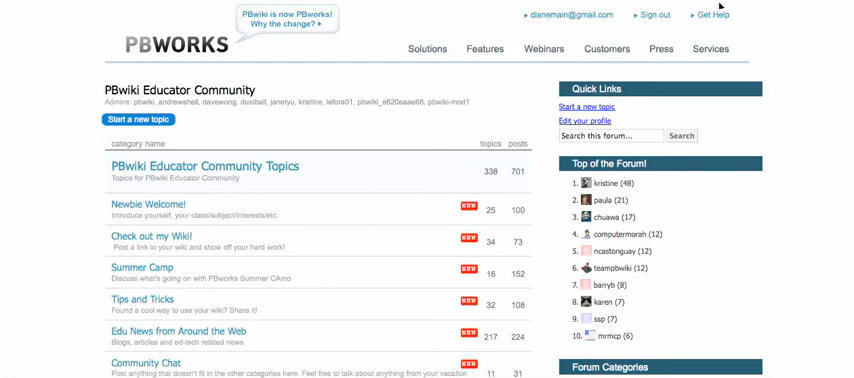 PBwiki is now PBworks!
Why the change?
dianemain@gmail.com
Sign out
Get Help
PBWORKS
Solutions
Features
Webinars
Customers
Press
Services
PBwiki Educator Community
Admins: pbwiki, andrewshell, davewong, dustball, janetyu, kristine, lefora01, pbwiki_e620eaae68, pbwiki-mod1
Start a new topic
category name topics posts
PBwiki Educator Community Topics 338 701
Topics for PBwiki Educator Community
Newbie Welcome! NEW 25 100
Introduce yourself, your class/subject/interests/etc.
Check out my Wiki! NEW 34 73
Post a link to your wiki and show off your hard work!
Summer Camp NEW 16 152
Discuss what's going on with PBworks Summer CAmo
Tips and Tricks NEW 32 108
Found a cool way to use your wiki? Share it!
Edu News from Around the Web NEW 217 224
Blogs, articles and ed-tech related news
Community Chat NEW 11 31
Post anything that doesn't fit in the other categories here. Feel free to talk about anything from your vacation
Quick Links
Start a new topic
Edit your profile
Search this forum... Search
Top of the Forum!
1. kristine (48)
2. paula (21)
3. chuawa (17)
4. computermorah (12)
5. ncastonguay (12)
6. teampbwiki (12)
7. barryb (8)
8. karen (7)
9. ssp (7)
10. mrmcp (6)
Forum Categories